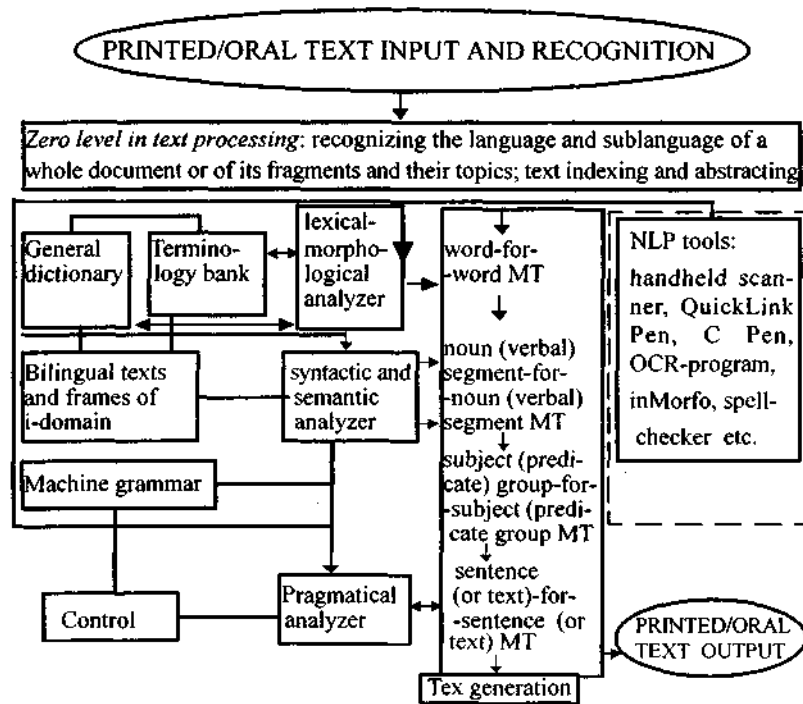 PRINTED/ORAL TEXT INPUT AND RECOGNITION
Zero level in text processing: recognizing the language and sublanguage of a
whole document or of its fragments and their topics; text indexing and abstracting
General
dictionary
Termino-
logy bank
lexical-
morpho-
logical
analyzer
word-for-
-word MT
NLP tools:
handheld scan-
ner, QuickLink
Pen, C Pen,
OCR-program,
inMorfo, spell-
checker etc.
Bilingual texts
and frames of
i-domain
syntactic and
semantic
analyzer
noun (verbal)
segment-for-
-noun (verbal)
segment MT
Machine grammar
subject (predi-
cate) group-for-
-subject (predi-
cate group MT
Control
Pragmatical
analyzer
sentence
(or text)-for-
-sentence (or
text) MT
Tex generation
PRINTED/ORAL
TEXT OUTPUT